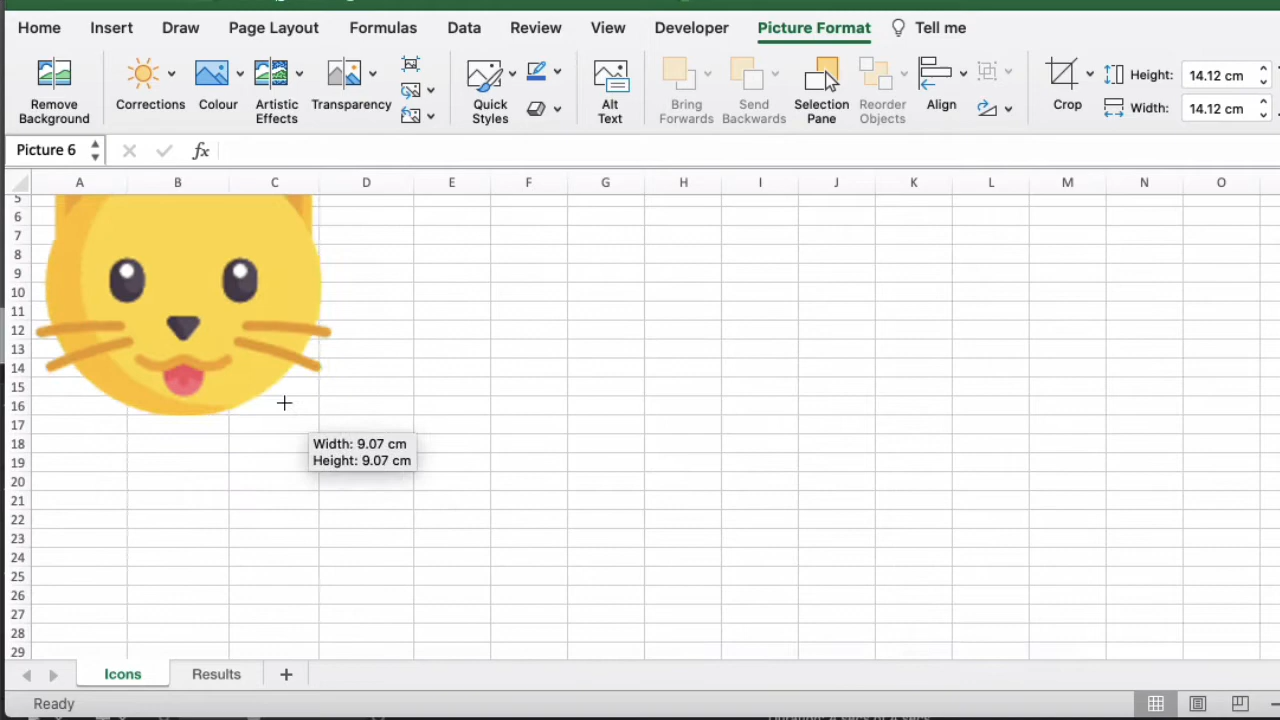 Home Insert Draw Page Layout Formulas Data Review View Developer Picture Format Tell me
Remove Background
Corrections
Colour
Artistic Effects
Transparency
Quick Styles
Alt Text
Bring Forwards
Send Backwards
Selection Pane
Reorder Objects
Align
Crop
Height: 14.12 cm
Width: 14.12 cm
Picture 6 fx
A B C D E F G H I J K L M N O
5
6
7
8
9
10
11
12
13
14
15
16
17
18
19
20
21
22
23
24
25
26
27
28
29
Width: 9.07 cm
Height: 9.07 cm
Icons Results +
Ready